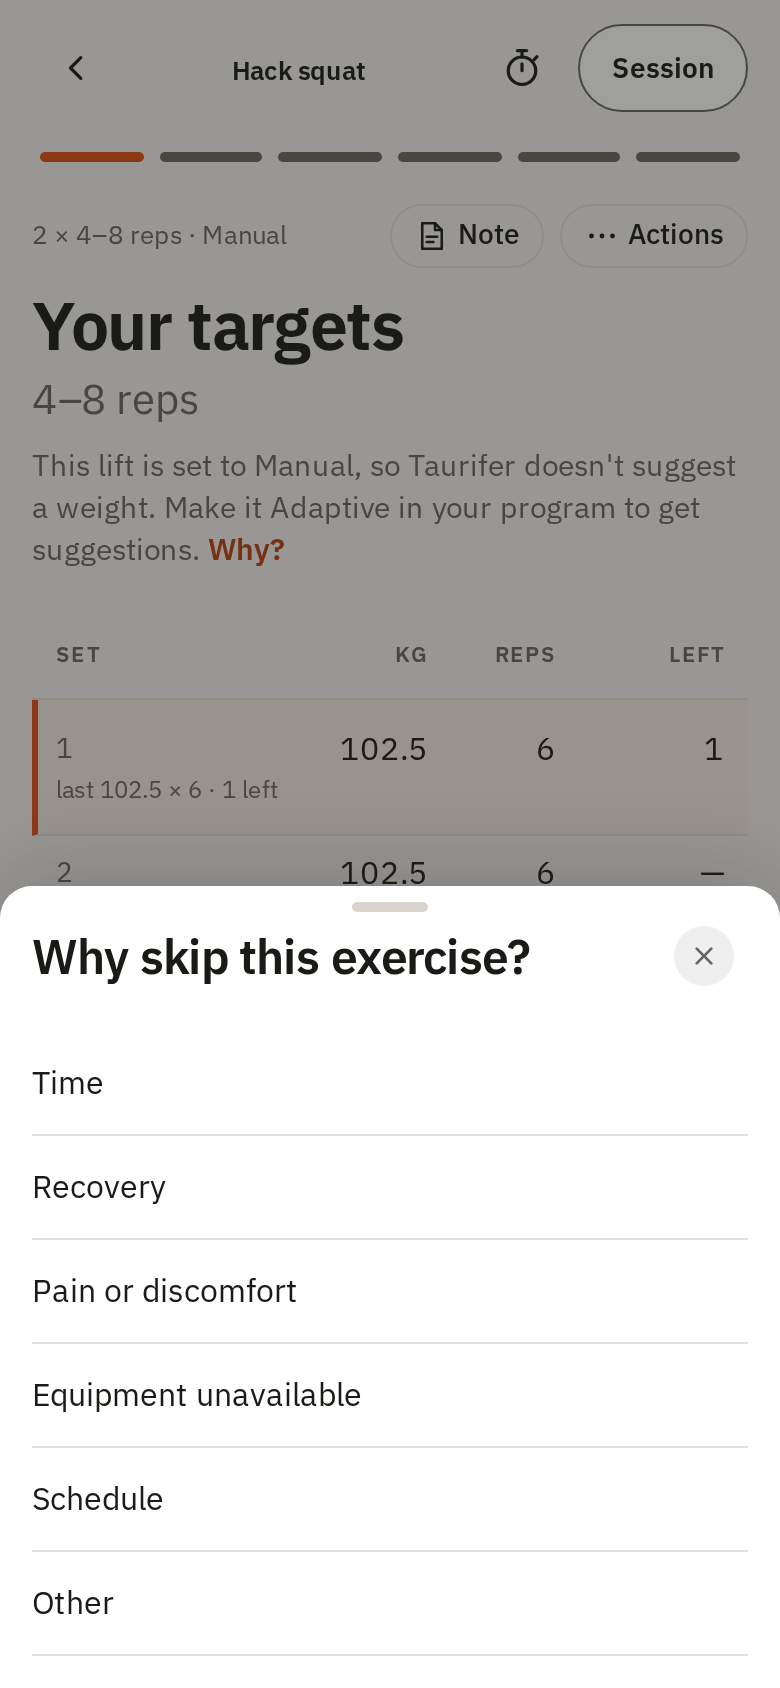 Hack squat
Session
2 × 4–8 reps · Manual
Note
Actions
Your targets
4–8 reps
This lift is set to Manual, so Taurifer doesn't suggest
a weight. Make it Adaptive in your program to get
suggestions. Why?
SET KG REPS LEFT
1 102.5 6 1
last 102.5 × 6 · 1 left
2 102.5 6 —
Why skip this exercise?
Time
Recovery
Pain or discomfort
Equipment unavailable
Schedule
Other